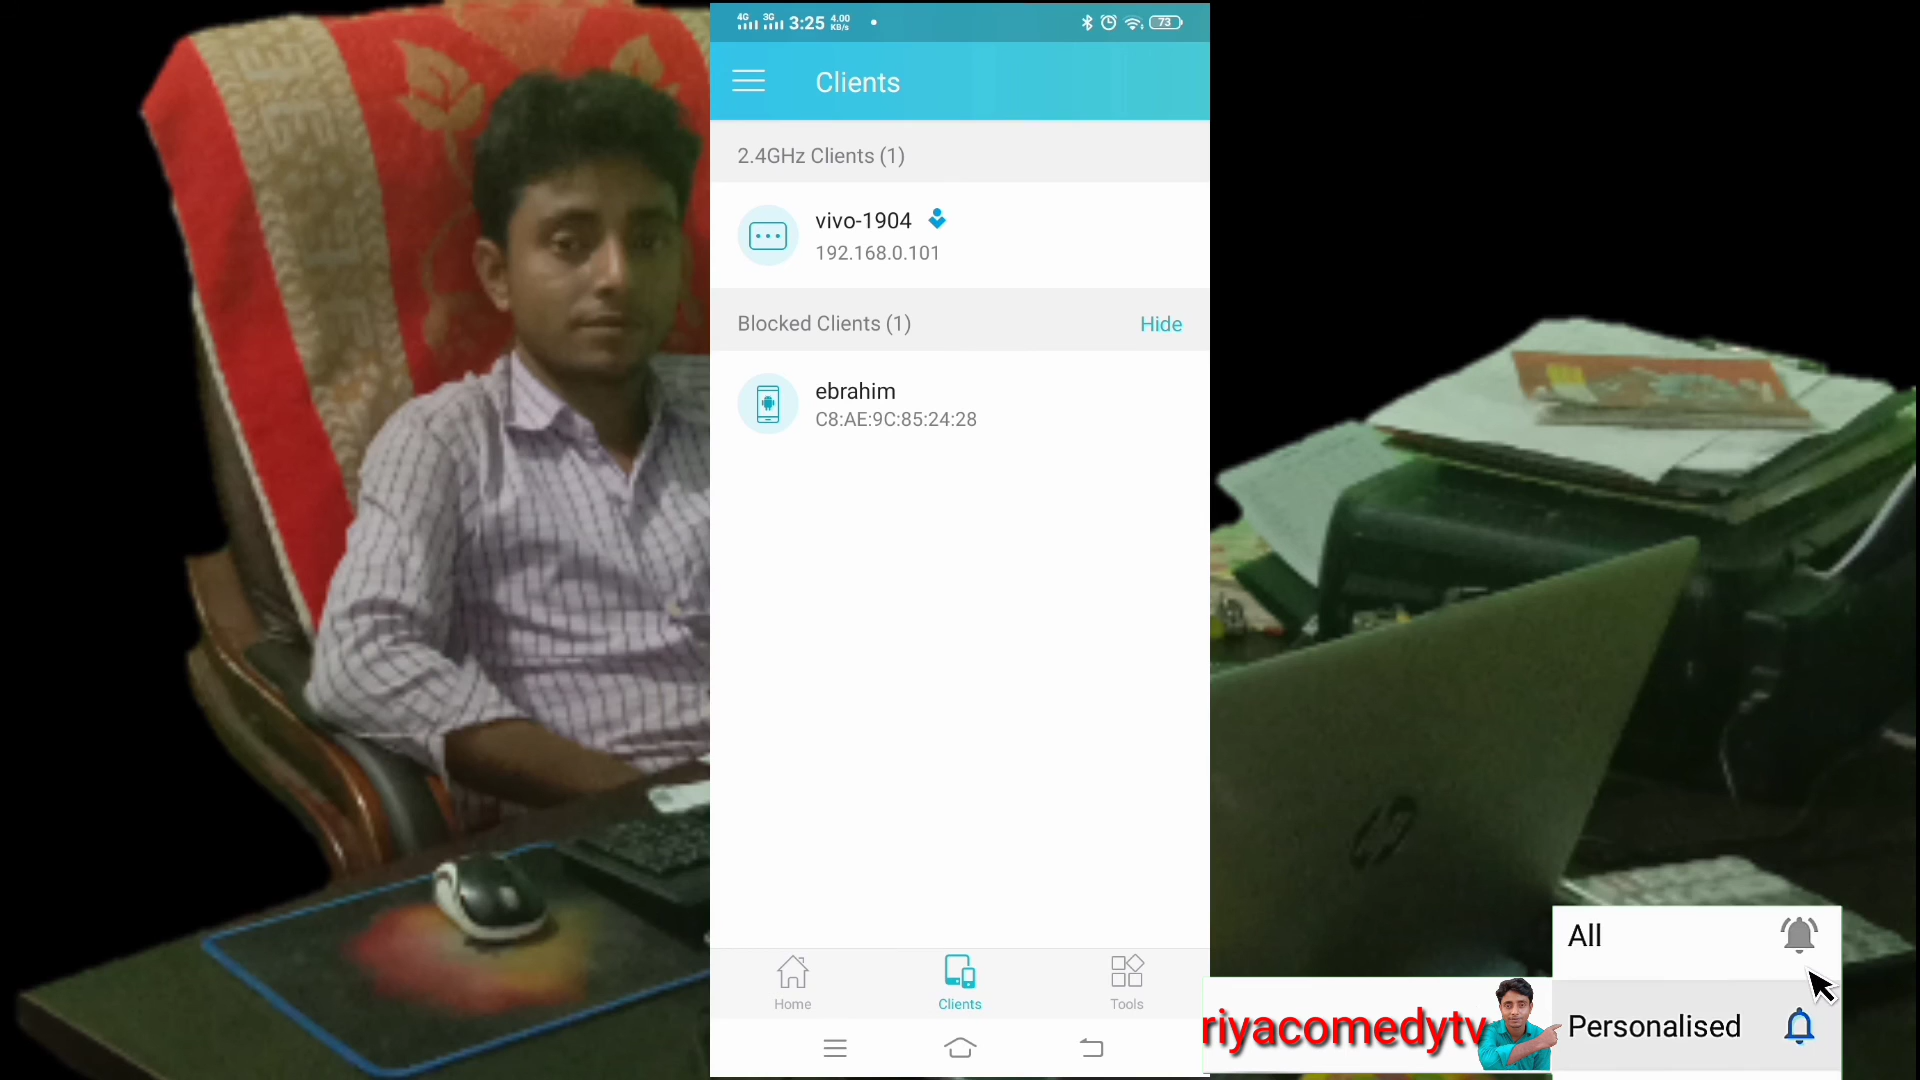 4G 3G 3:25 4.00 KB/s 73
Clients
2.4GHz Clients (1)
vivo-1904
192.168.0.101
Blocked Clients (1) Hide
ebrahim
C8:AE:9C:85:24:28
Home Clients Tools
riyacomedytv
All
Personalised
hp